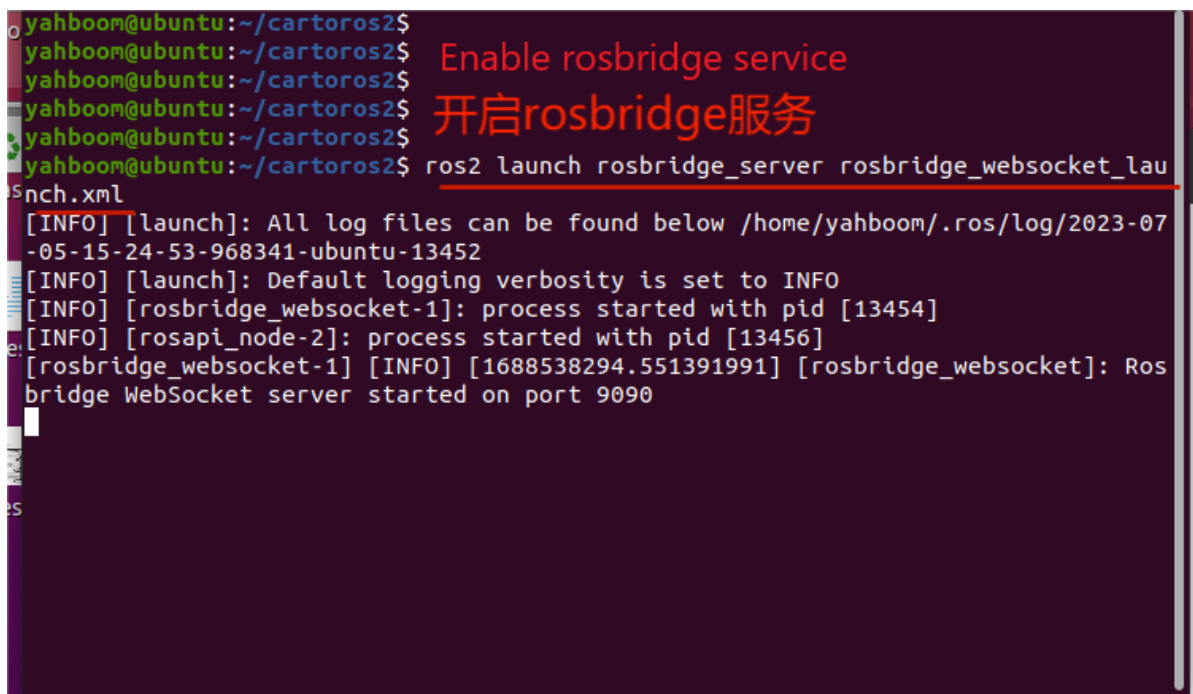 yahboom@ubuntu:~/cartoros2$
yahboom@ubuntu:~/cartoros2$
Enable rosbridge service
yahboom@ubuntu:~/cartoros2$
yahboom@ubuntu:~/cartoros2$
开启rosbridge服务
yahboom@ubuntu:~/cartoros2$
yahboom@ubuntu:~/cartoros2$ ros2 launch rosbridge_server rosbridge_websocket_lau
nch.xml
[INFO] [launch]: All log files can be found below /home/yahboom/.ros/log/2023-07
-05-15-24-53-968341-ubuntu-13452
[INFO] [launch]: Default logging verbosity is set to INFO
[INFO] [rosbridge_websocket-1]: process started with pid [13454]
[INFO] [rosapi_node-2]: process started with pid [13456]
[rosbridge_websocket-1] [INFO] [1688538294.551391991] [rosbridge_websocket]: Ros
bridge WebSocket server started on port 9090